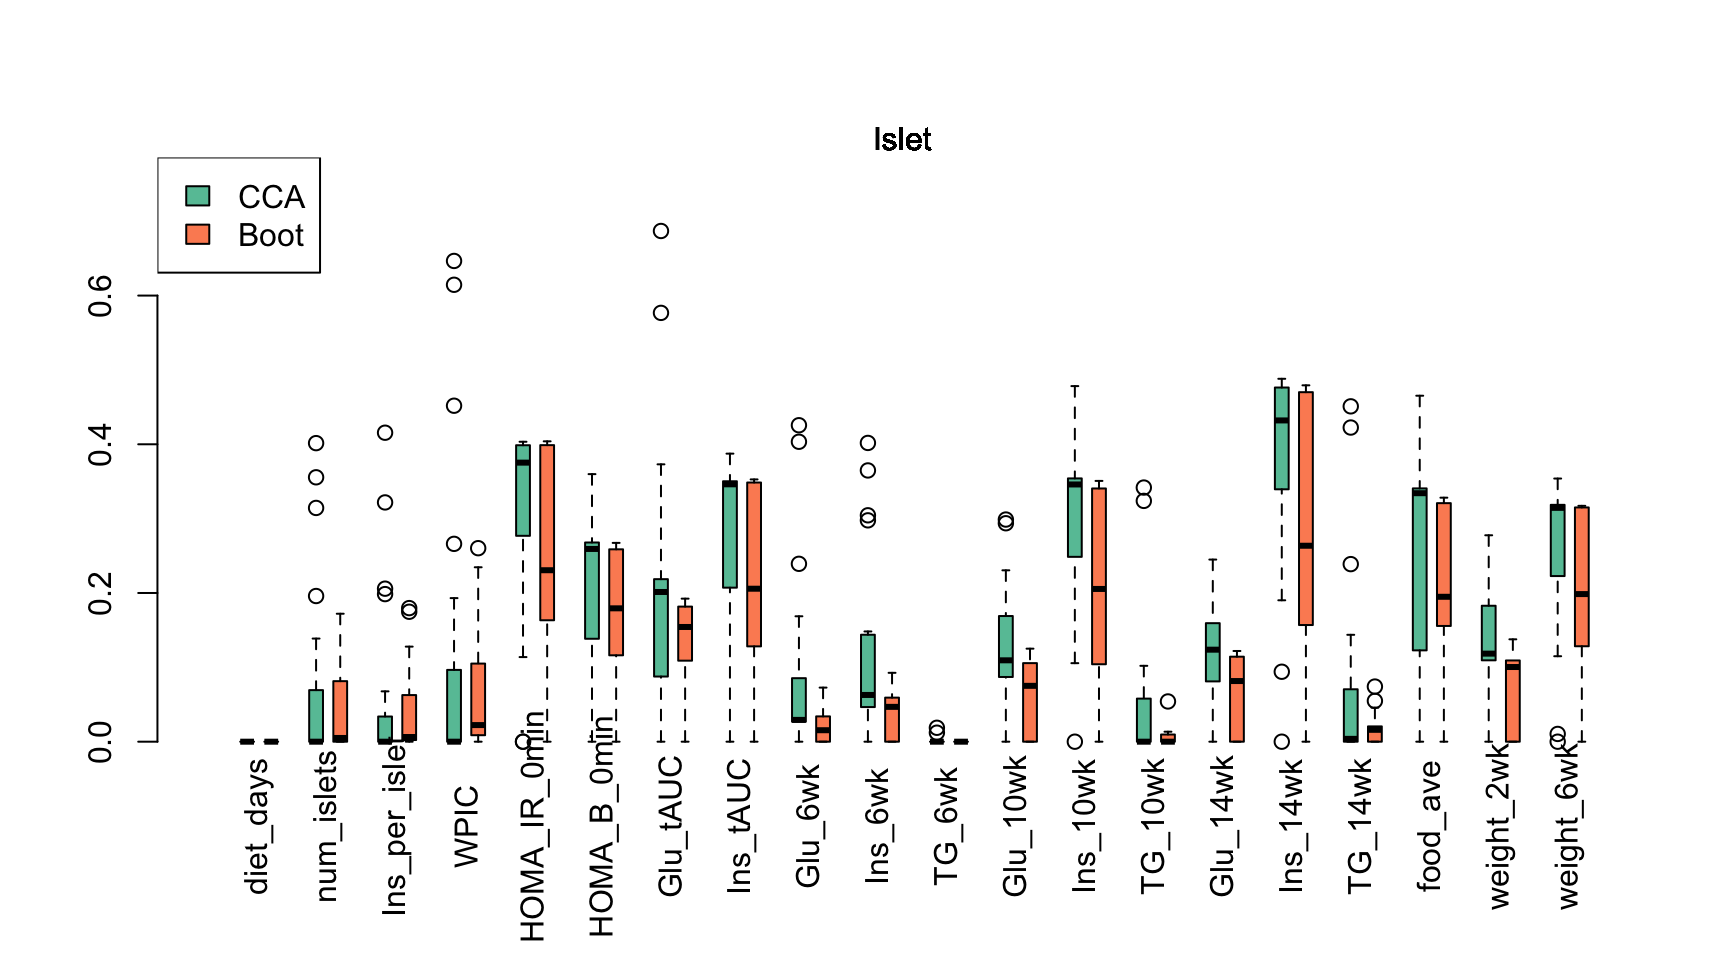 Islet
CCA
Boot
0.6
0.4
0.2
0.0
diet_days
num_islets
Ins_per_islet
WPIC
HOMA_IR_0min
HOMA_B_0min
Glu_tAUC
Ins_tAUC
Glu_6wk
Ins_6wk
TG_6wk
Glu_10wk
Ins_10wk
TG_10wk
Glu_14wk
Ins_14wk
TG_14wk
food_ave
weight_2wk
weight_6wk